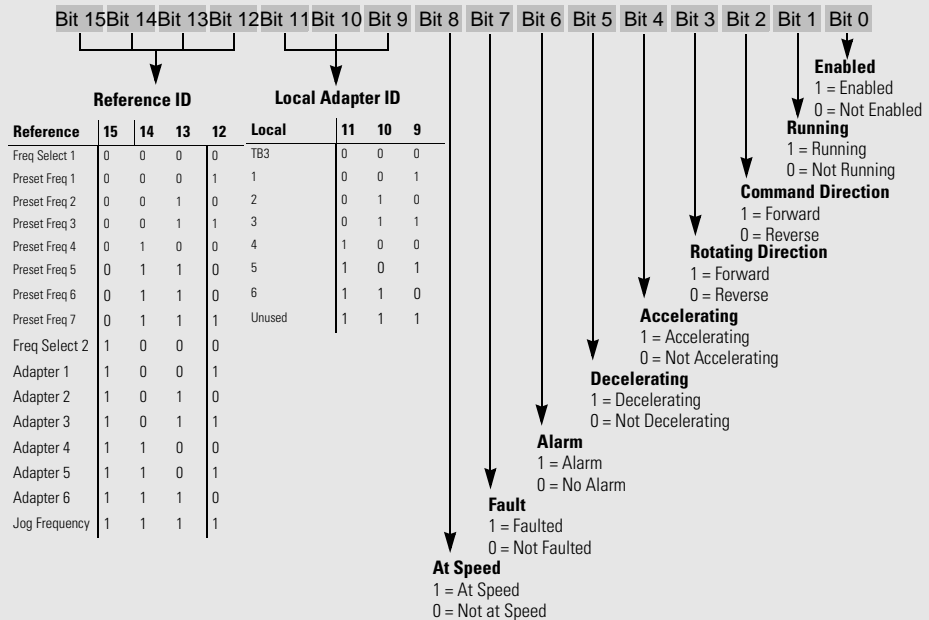 Bit 15 Bit 14 Bit 13 Bit 12 Bit 11 Bit 10 Bit 9 Bit 8 Bit 7 Bit 6 Bit 5 Bit 4 Bit 3 Bit 2 Bit 1 Bit 0
Reference ID
Reference 15 14 13 12
Freq Select 1 0 0 0 0
Preset Freq 1 0 0 0 1
Preset Freq 2 0 0 1 0
Preset Freq 3 0 0 1 1
Preset Freq 4 0 1 0 0
Preset Freq 5 0 1 1 0
Preset Freq 6 0 1 1 0
Preset Freq 7 0 1 1 1
Freq Select 2 1 0 0 0
Adapter 1 1 0 0 1
Adapter 2 1 0 1 0
Adapter 3 1 0 1 1
Adapter 4 1 1 0 0
Adapter 5 1 1 0 1
Adapter 6 1 1 1 0
Jog Frequency 1 1 1 1
Local Adapter ID
Local 11 10 9
TB3 0 0 0
1 0 0 1
2 0 1 0
3 0 1 1
4 1 0 0
5 1 0 1
6 1 1 0
Unused 1 1 1
Enabled
1 = Enabled
0 = Not Enabled
Running
1 = Running
0 = Not Running
Command Direction
1 = Forward
0 = Reverse
Rotating Direction
1 = Forward
0 = Reverse
Accelerating
1 = Accelerating
0 = Not Accelerating
Decelerating
1 = Decelerating
0 = Not Decelerating
Alarm
1 = Alarm
0 = No Alarm
Fault
1 = Faulted
0 = Not Faulted
At Speed
1 = At Speed
0 = Not at Speed